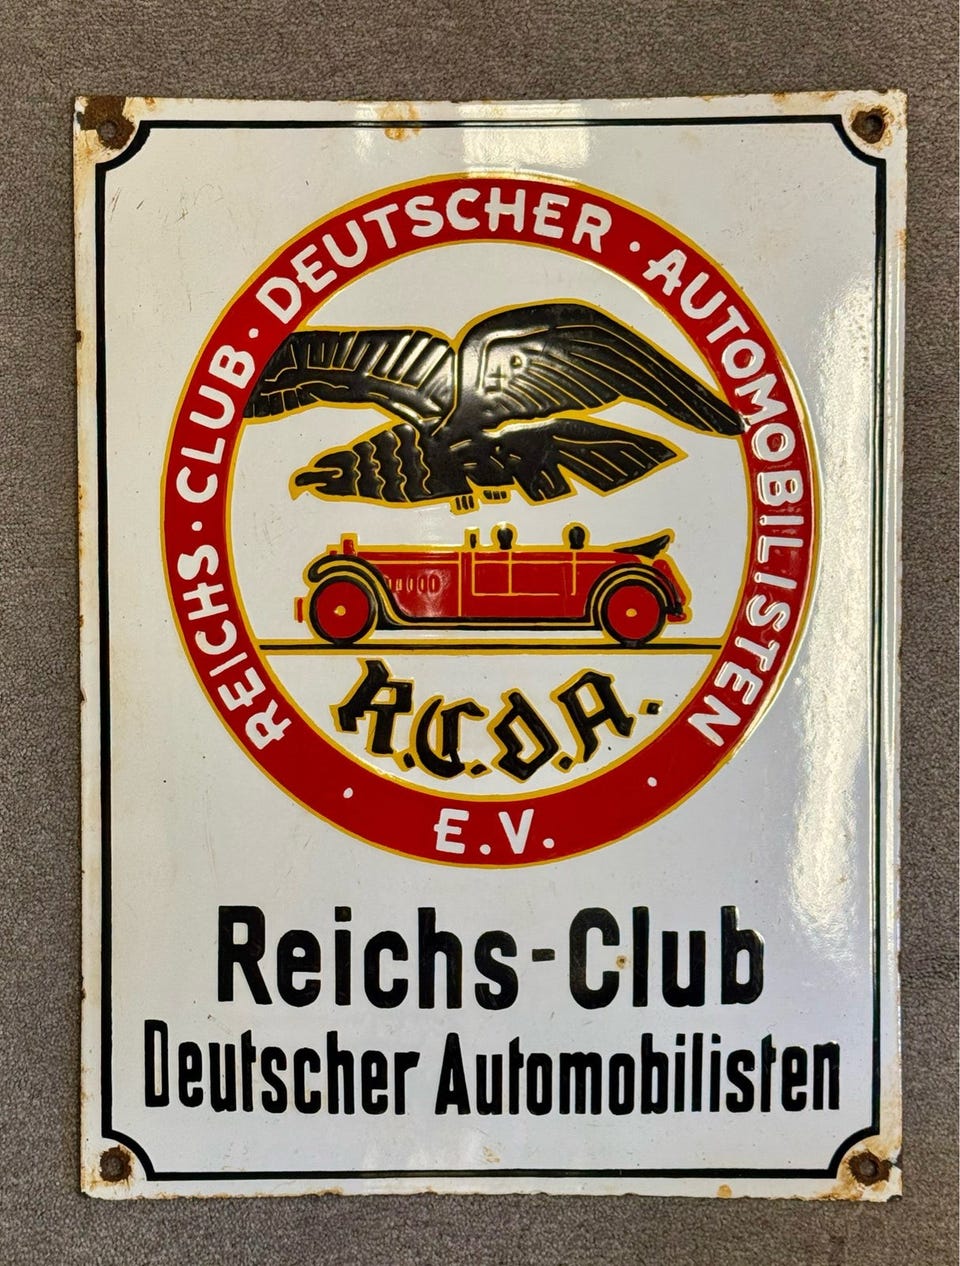 REICHS · CLUB · DEUTSCHER · AUTOMOBILISTEN
R.C.D.A.
· E.V. ·
Reichs-Club
Deutscher Automobilisten